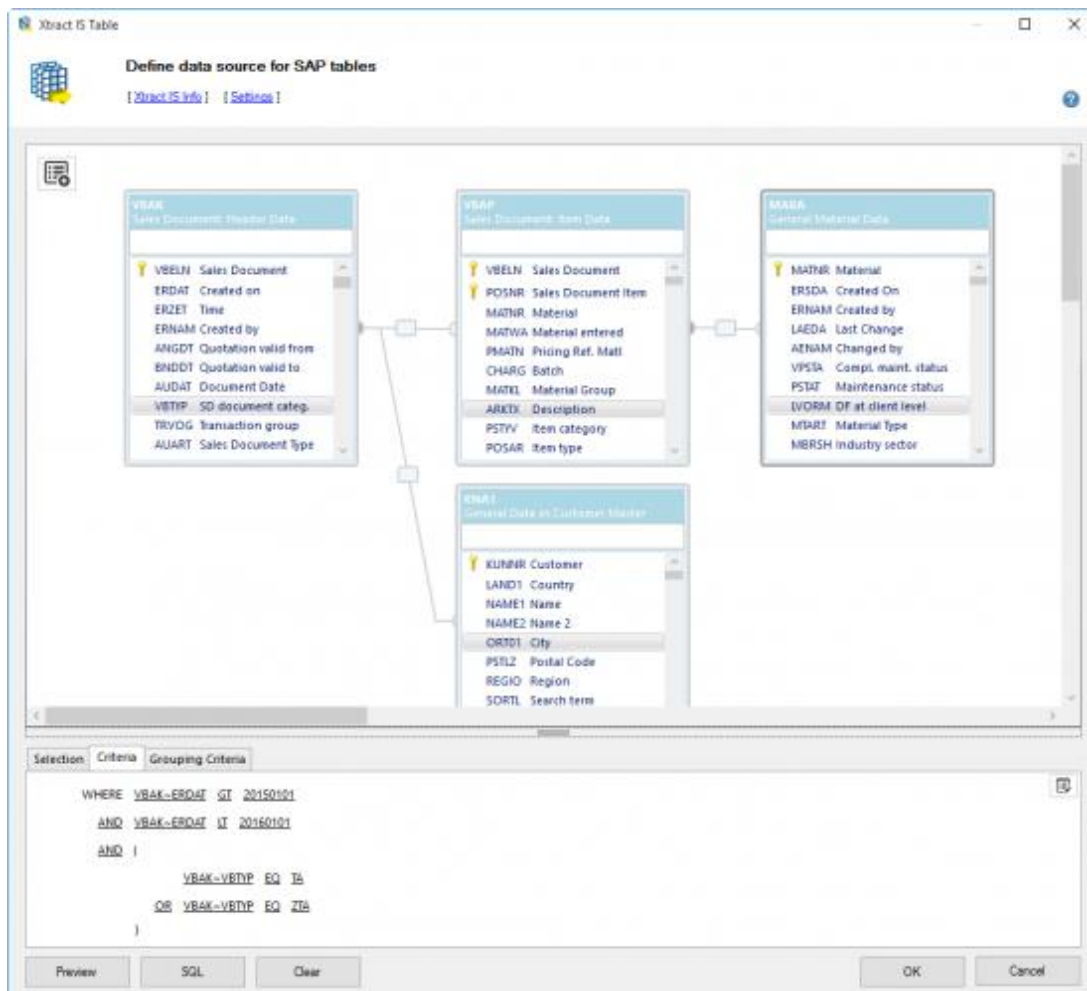 Xtract IS Table
Define data source for SAP tables
[ Xtract IS Info ] [ Settings ]
VBAK
Sales Document: Header Data
VBELN Sales Document
ERDAT Created on
ERZET Time
ERNAM Created by
ANGDT Quotation valid from
BNDDT Quotation valid to
AUDAT Document Date
VBTYP SD document categ.
TRVOG Transaction group
AUART Sales Document Type
VBAP
Sales Document: Item Data
VBELN Sales Document
POSNR Sales Document Item
MATNR Material
MATWA Material entered
PMATN Pricing Ref. Matl
CHARG Batch
MATKL Material Group
ARKTX Description
PSTYV Item category
POSAR Item type
MARA
General Material Data
MATNR Material
ERSDA Created On
ERNAM Created by
LAEDA Last Change
AENAM Changed by
VPSTA Compl. maint. status
PSTAT Maintenance status
LVORM DF at client level
MTART Material Type
MBRSH Industry sector
KNA1
General Data in Customer Master
KUNNR Customer
LAND1 Country
NAME1 Name
NAME2 Name 2
ORT01 City
PSTLZ Postal Code
REGIO Region
SORTL Search term
Selection Criteria Grouping Criteria
WHERE VBAK~ERDAT GT 20150101
AND VBAK~ERDAT LT 20160101
AND (
VBAK~VBTYP EQ TA
OR VBAK~VBTYP EQ ZTA
)
Preview SQL Clear OK Cancel